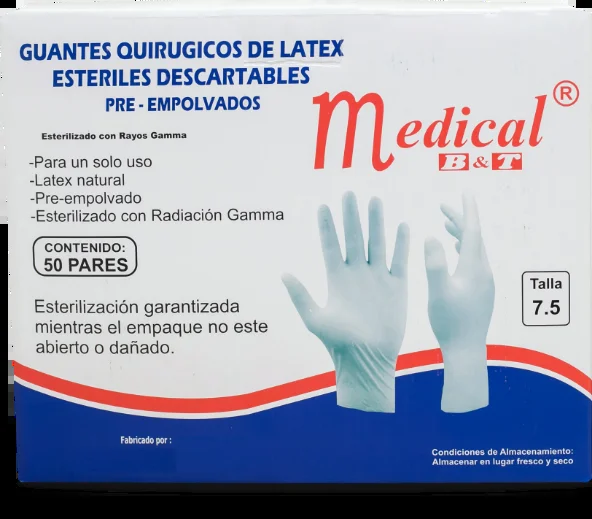 GUANTES QUIRUGICOS DE LATEX
ESTERILES DESCARTABLES
PRE - EMPOLVADOS
Medical ®
B & T
Esterilizado con Rayos Gamma
-Para un solo uso
-Latex natural
-Pre-empolvado
-Esterilizado con Radiación Gamma
CONTENIDO:
50 PARES
Talla
7.5
Esterilización garantizada
mientras el empaque no este
abierto o dañado.
Fabricado por :
Condiciones de Almacenamiento:
Almacenar en lugar fresco y seco